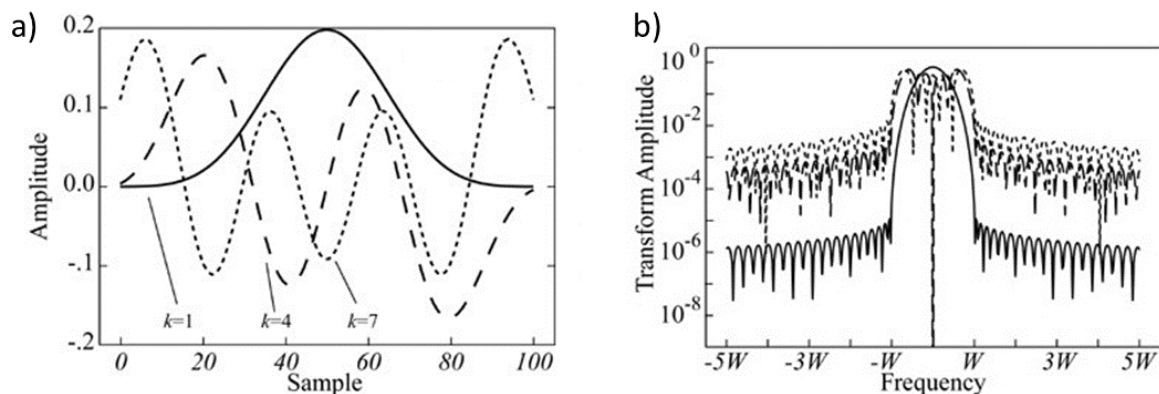 a)
0.2
0.1
0.0
-.1
-.2
Amplitude
k=1
k=4
k=7
0
20
40
60
80
100
Sample
b)
10^0
10^-2
10^-4
10^-6
10^-8
Transform Amplitude
-5W
-3W
-W
W
3W
5W
Frequency